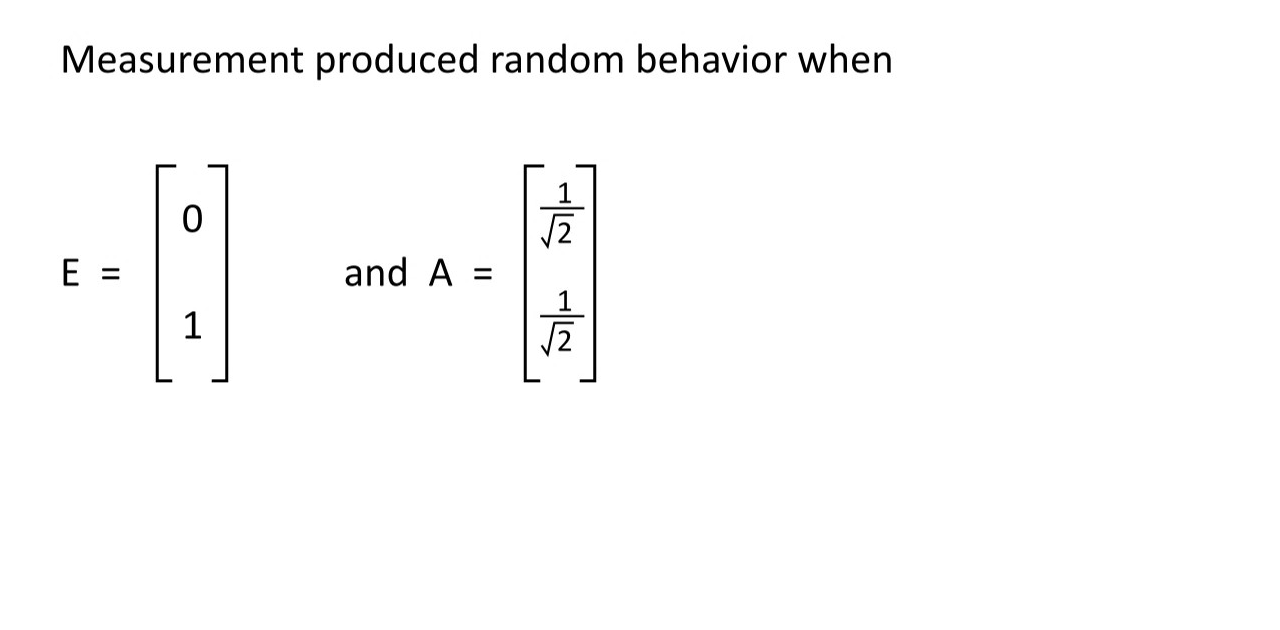 Measurement produced random behavior when
E = [0 1] and A = [1/√2 1/√2]